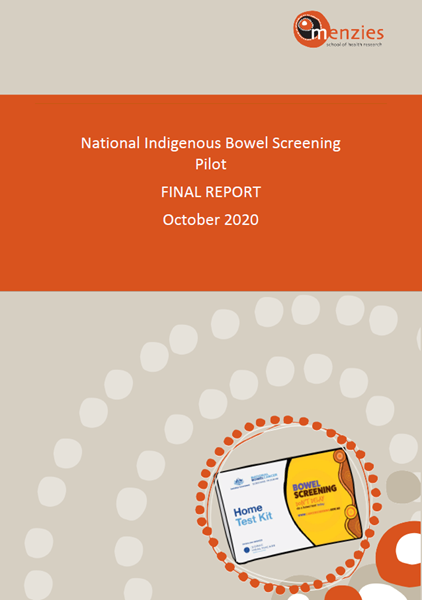 menzies
school of health research
National Indigenous Bowel Screening
Pilot
FINAL REPORT
October 2020
Home
Test Kit
BOWEL
SCREENING